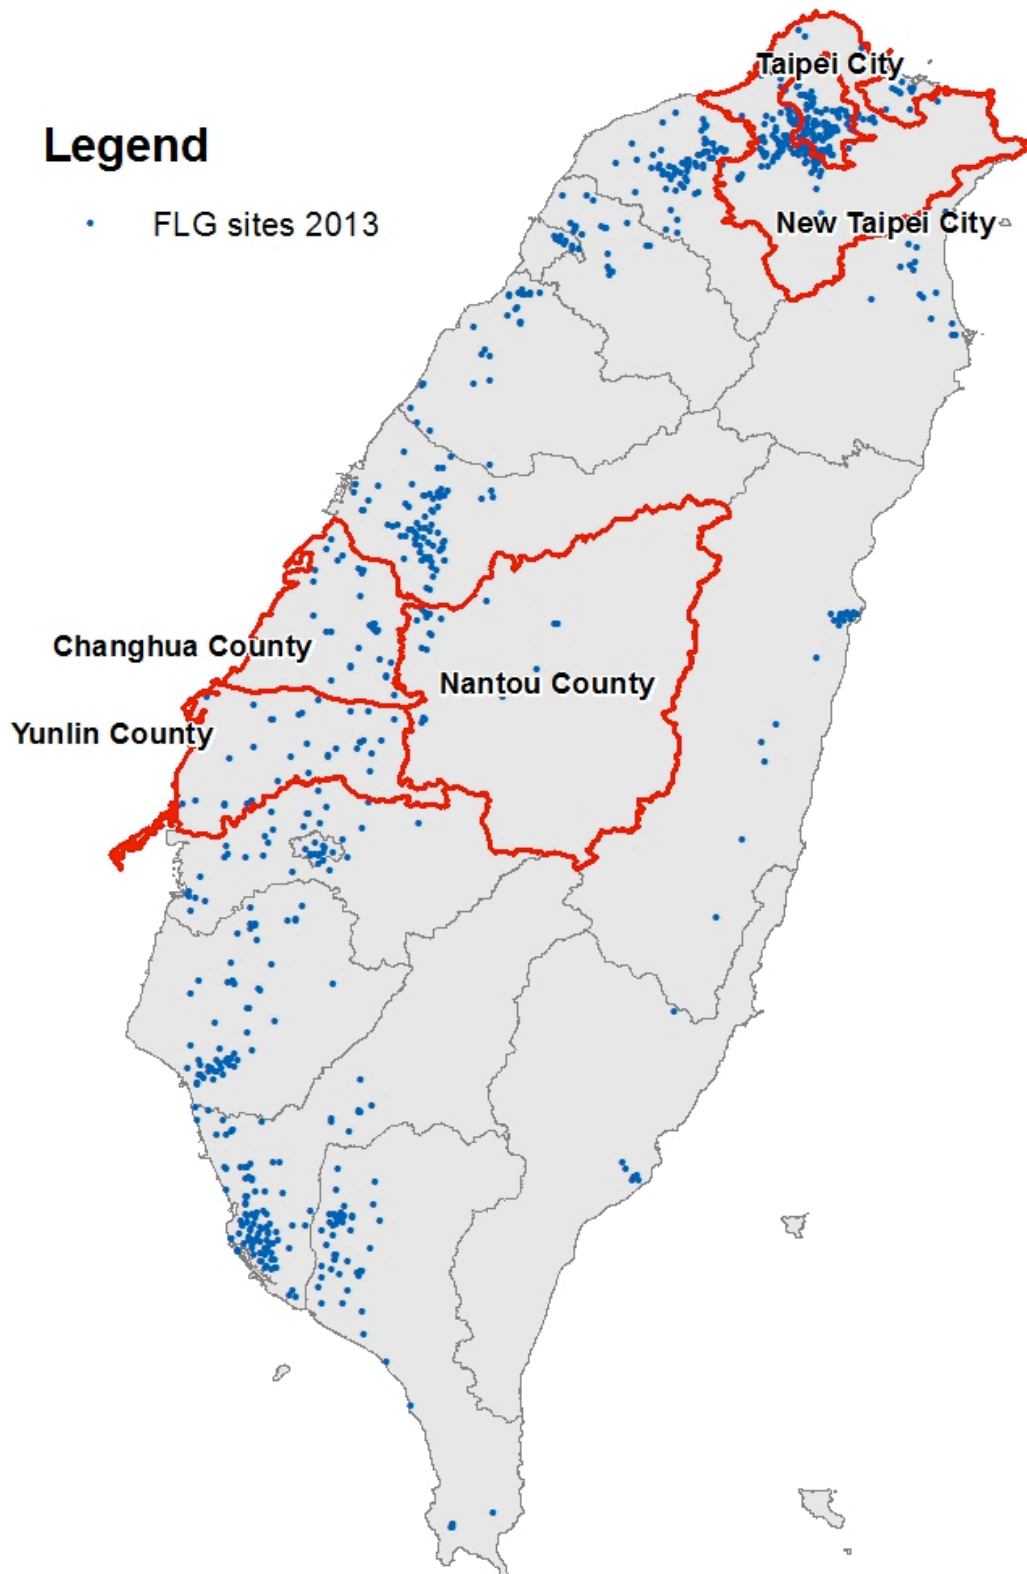 Taipei City
Legend
FLG sites 2013
New Taipei City
Changhua County
Nantou County
Yunlin County